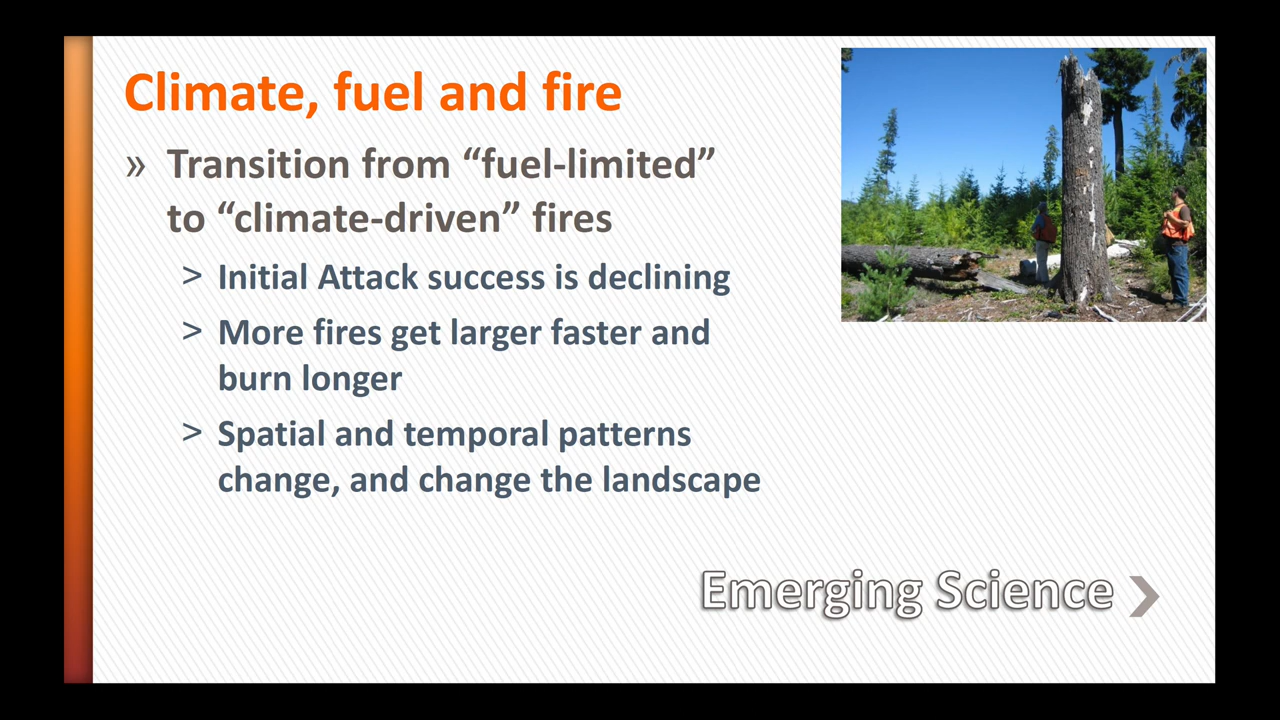 Climate, fuel and fire
» Transition from “fuel-limited”
to “climate-driven” fires
> Initial Attack success is declining
> More fires get larger faster and
burn longer
> Spatial and temporal patterns
change, and change the landscape
Emerging Science